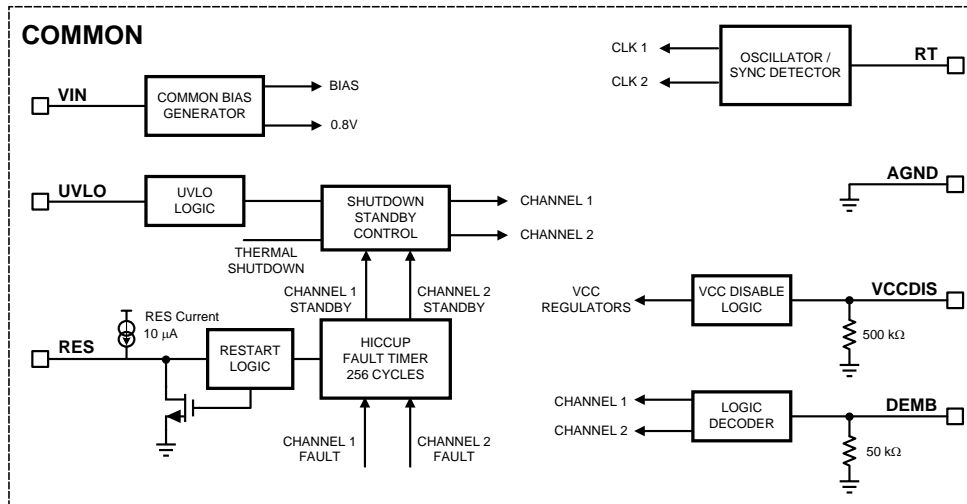 COMMON
CLK 1
CLK 2
OSCILLATOR /
SYNC DETECTOR
RT
VIN
COMMON BIAS
GENERATOR
BIAS
0.8V
UVLO
UVLO
LOGIC
SHUTDOWN
STANDBY
CONTROL
CHANNEL 1
CHANNEL 2
AGND
THERMAL
SHUTDOWN
CHANNEL 1
STANDBY
CHANNEL 2
STANDBY
VCC
REGULATORS
VCC DISABLE
LOGIC
VCCDIS
500 kΩ
RES Current
10 μA
RES
RESTART
LOGIC
HICCUP
FAULT TIMER
256 CYCLES
CHANNEL 1
CHANNEL 2
LOGIC
DECODER
DEMB
50 kΩ
CHANNEL 1
FAULT
CHANNEL 2
FAULT